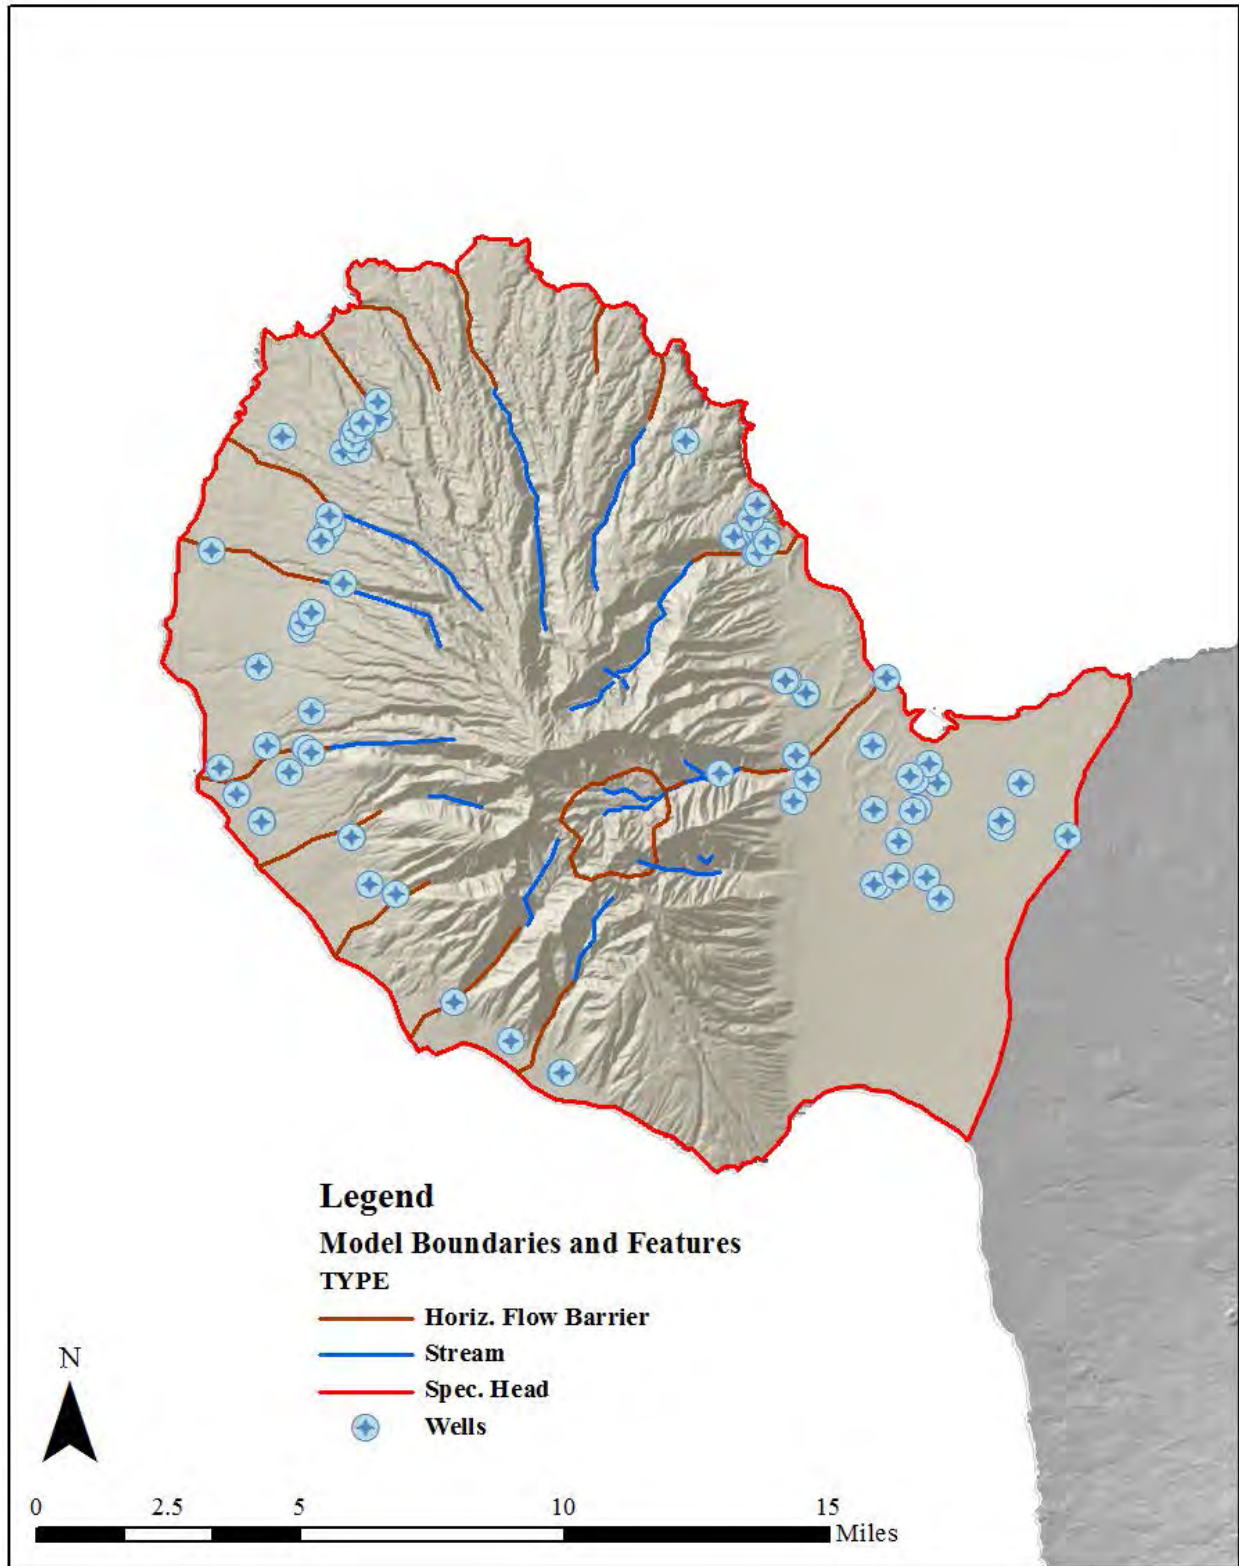 Legend
Model Boundaries and Features
TYPE
Horiz. Flow Barrier
Stream
Spec. Head
Wells
N
0 2.5 5 10 15
Miles